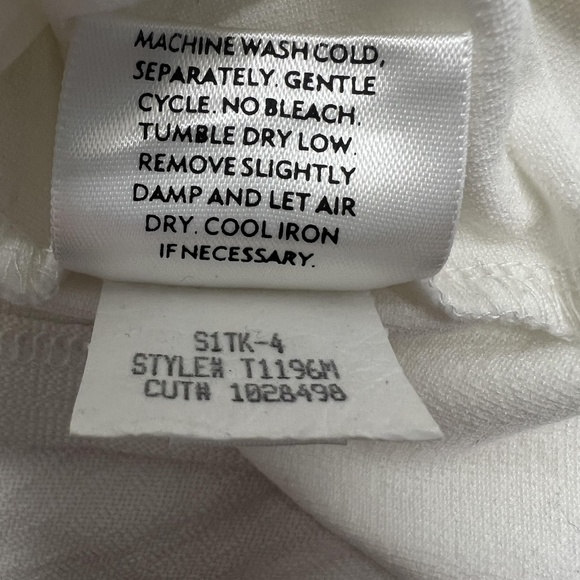 MACHINE WASH COLD,
SEPARATELY. GENTLE
CYCLE. NO BLEACH.
TUMBLE DRY LOW.
REMOVE SLIGHTLY
DAMP AND LET AIR
DRY. COOL IRON
IF NECESSARY.
S1TK-4
STYLE# T1196M
CUT# 1028498